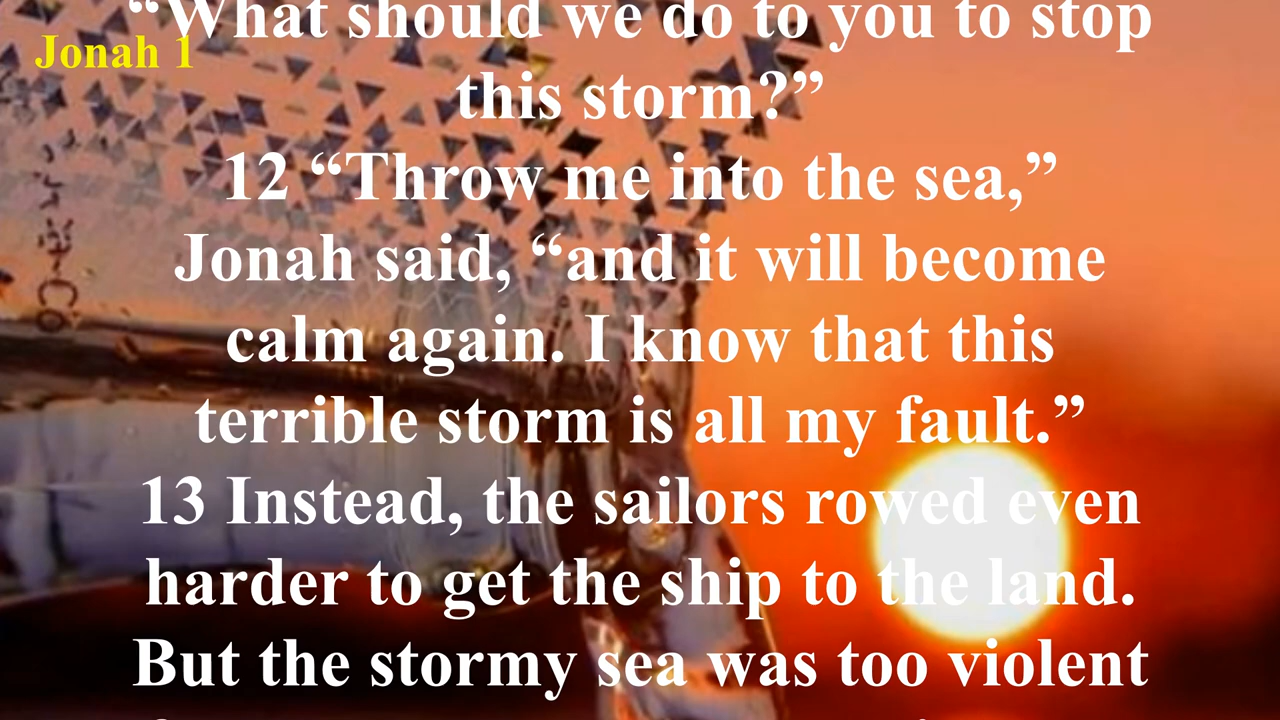 “What should we do to you to stop
Jonah 1
this storm?”
12 “Throw me into the sea,”
Jonah said, “and it will become
calm again. I know that this
terrible storm is all my fault.”
13 Instead, the sailors rowed even
harder to get the ship to the land.
But the stormy sea was too violent